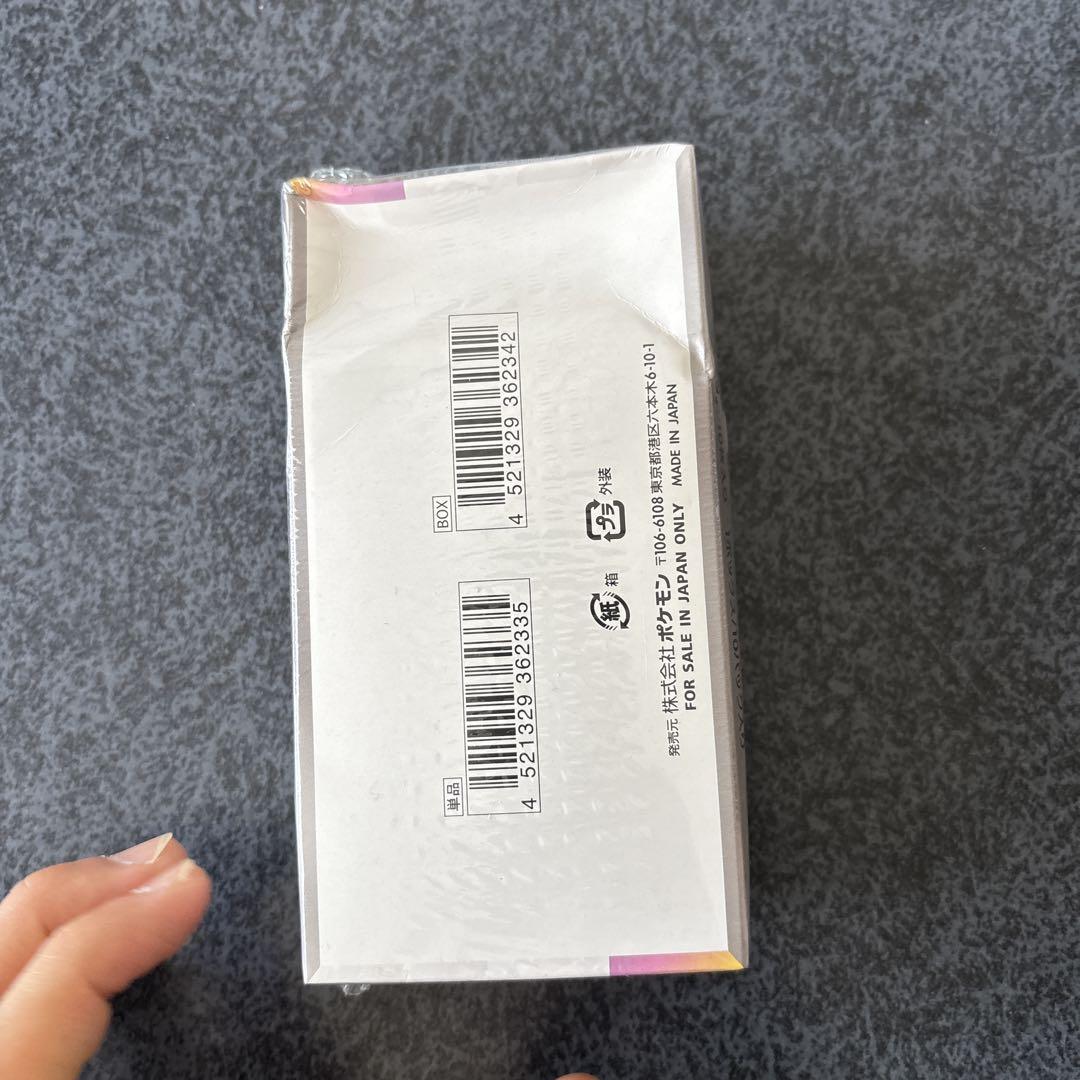 単品
4 521329 362335
BOX
4 521329 362342
紙 箱 プラ 外装
発売元 株式会社 ポケモン 〒106-6108 東京都港区六本木6-10-1
FOR SALE IN JAPAN ONLY MADE IN JAPAN